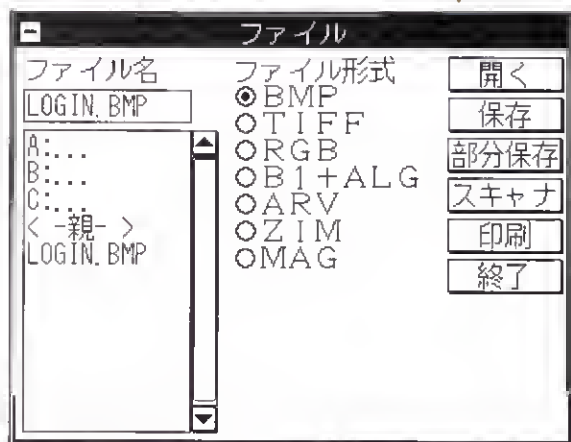 ファイル
ファイル名
LOGIN.BMP
A:...
B:...
C:...
< -親- >
LOGIN.BMP
ファイル形式
BMP
TIFF
RGB
B1+ALG
ARV
ZIM
MAG
開く
保存
部分保存
スキャナ
印刷
終了